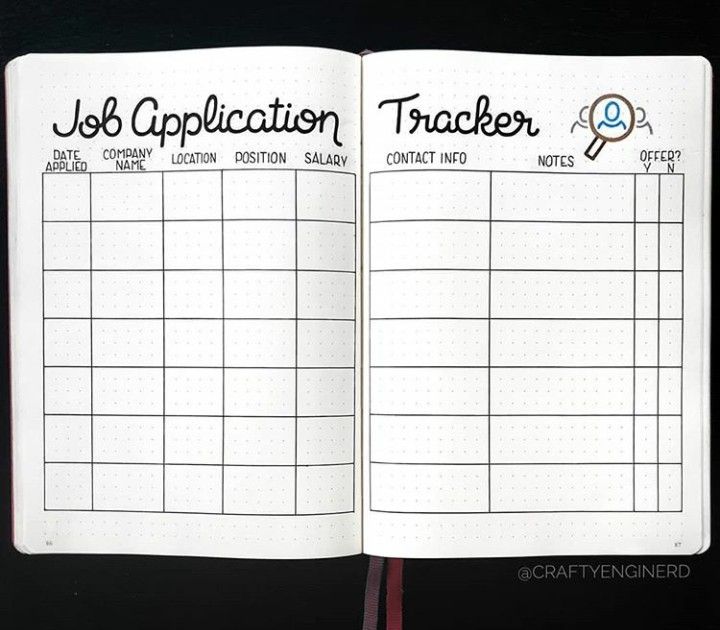 Job Application Tracker
DATE APPLIED
COMPANY NAME
LOCATION
POSITION
SALARY
CONTACT INFO
NOTES
OFFER?
Y N
86
87
@CRAFTYENGINERD